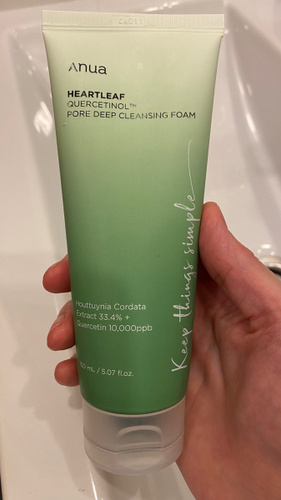 Anua
HEARTLEAF
QUERCETINOL™
PORE DEEP CLEANSING FOAM
Keep things simple
Houttuynia Cordata
Extract 33.4% +
Quercetin 10,000ppb
mL / 5.07 fl.oz.